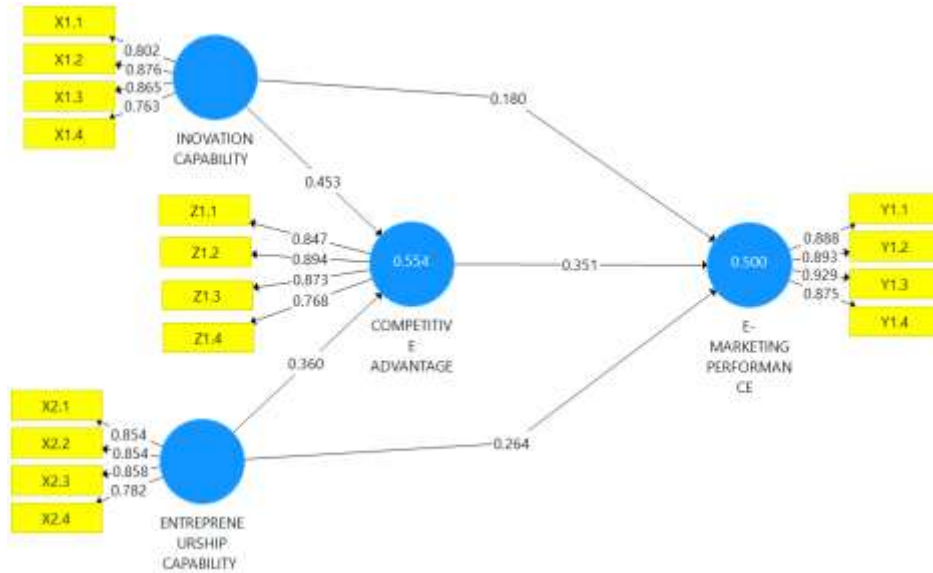 X1.1
X1.2
X1.3
X1.4
0.802
0.876
0.865
0.763
INOVATION
CAPABILITY
0.180
0.453
Z1.1
Z1.2
Z1.3
Z1.4
0.847
0.894
0.873
0.768
0.554
COMPETITIV
E
ADVANTAGE
0.351
0.500
E-
MARKETING
PERFORMAN
CE
0.888
0.893
0.929
0.875
Y1.1
Y1.2
Y1.3
Y1.4
0.360
0.264
X2.1
X2.2
X2.3
X2.4
0.854
0.854
0.858
0.782
ENTREPRENE
URSHIP
CAPABILITY